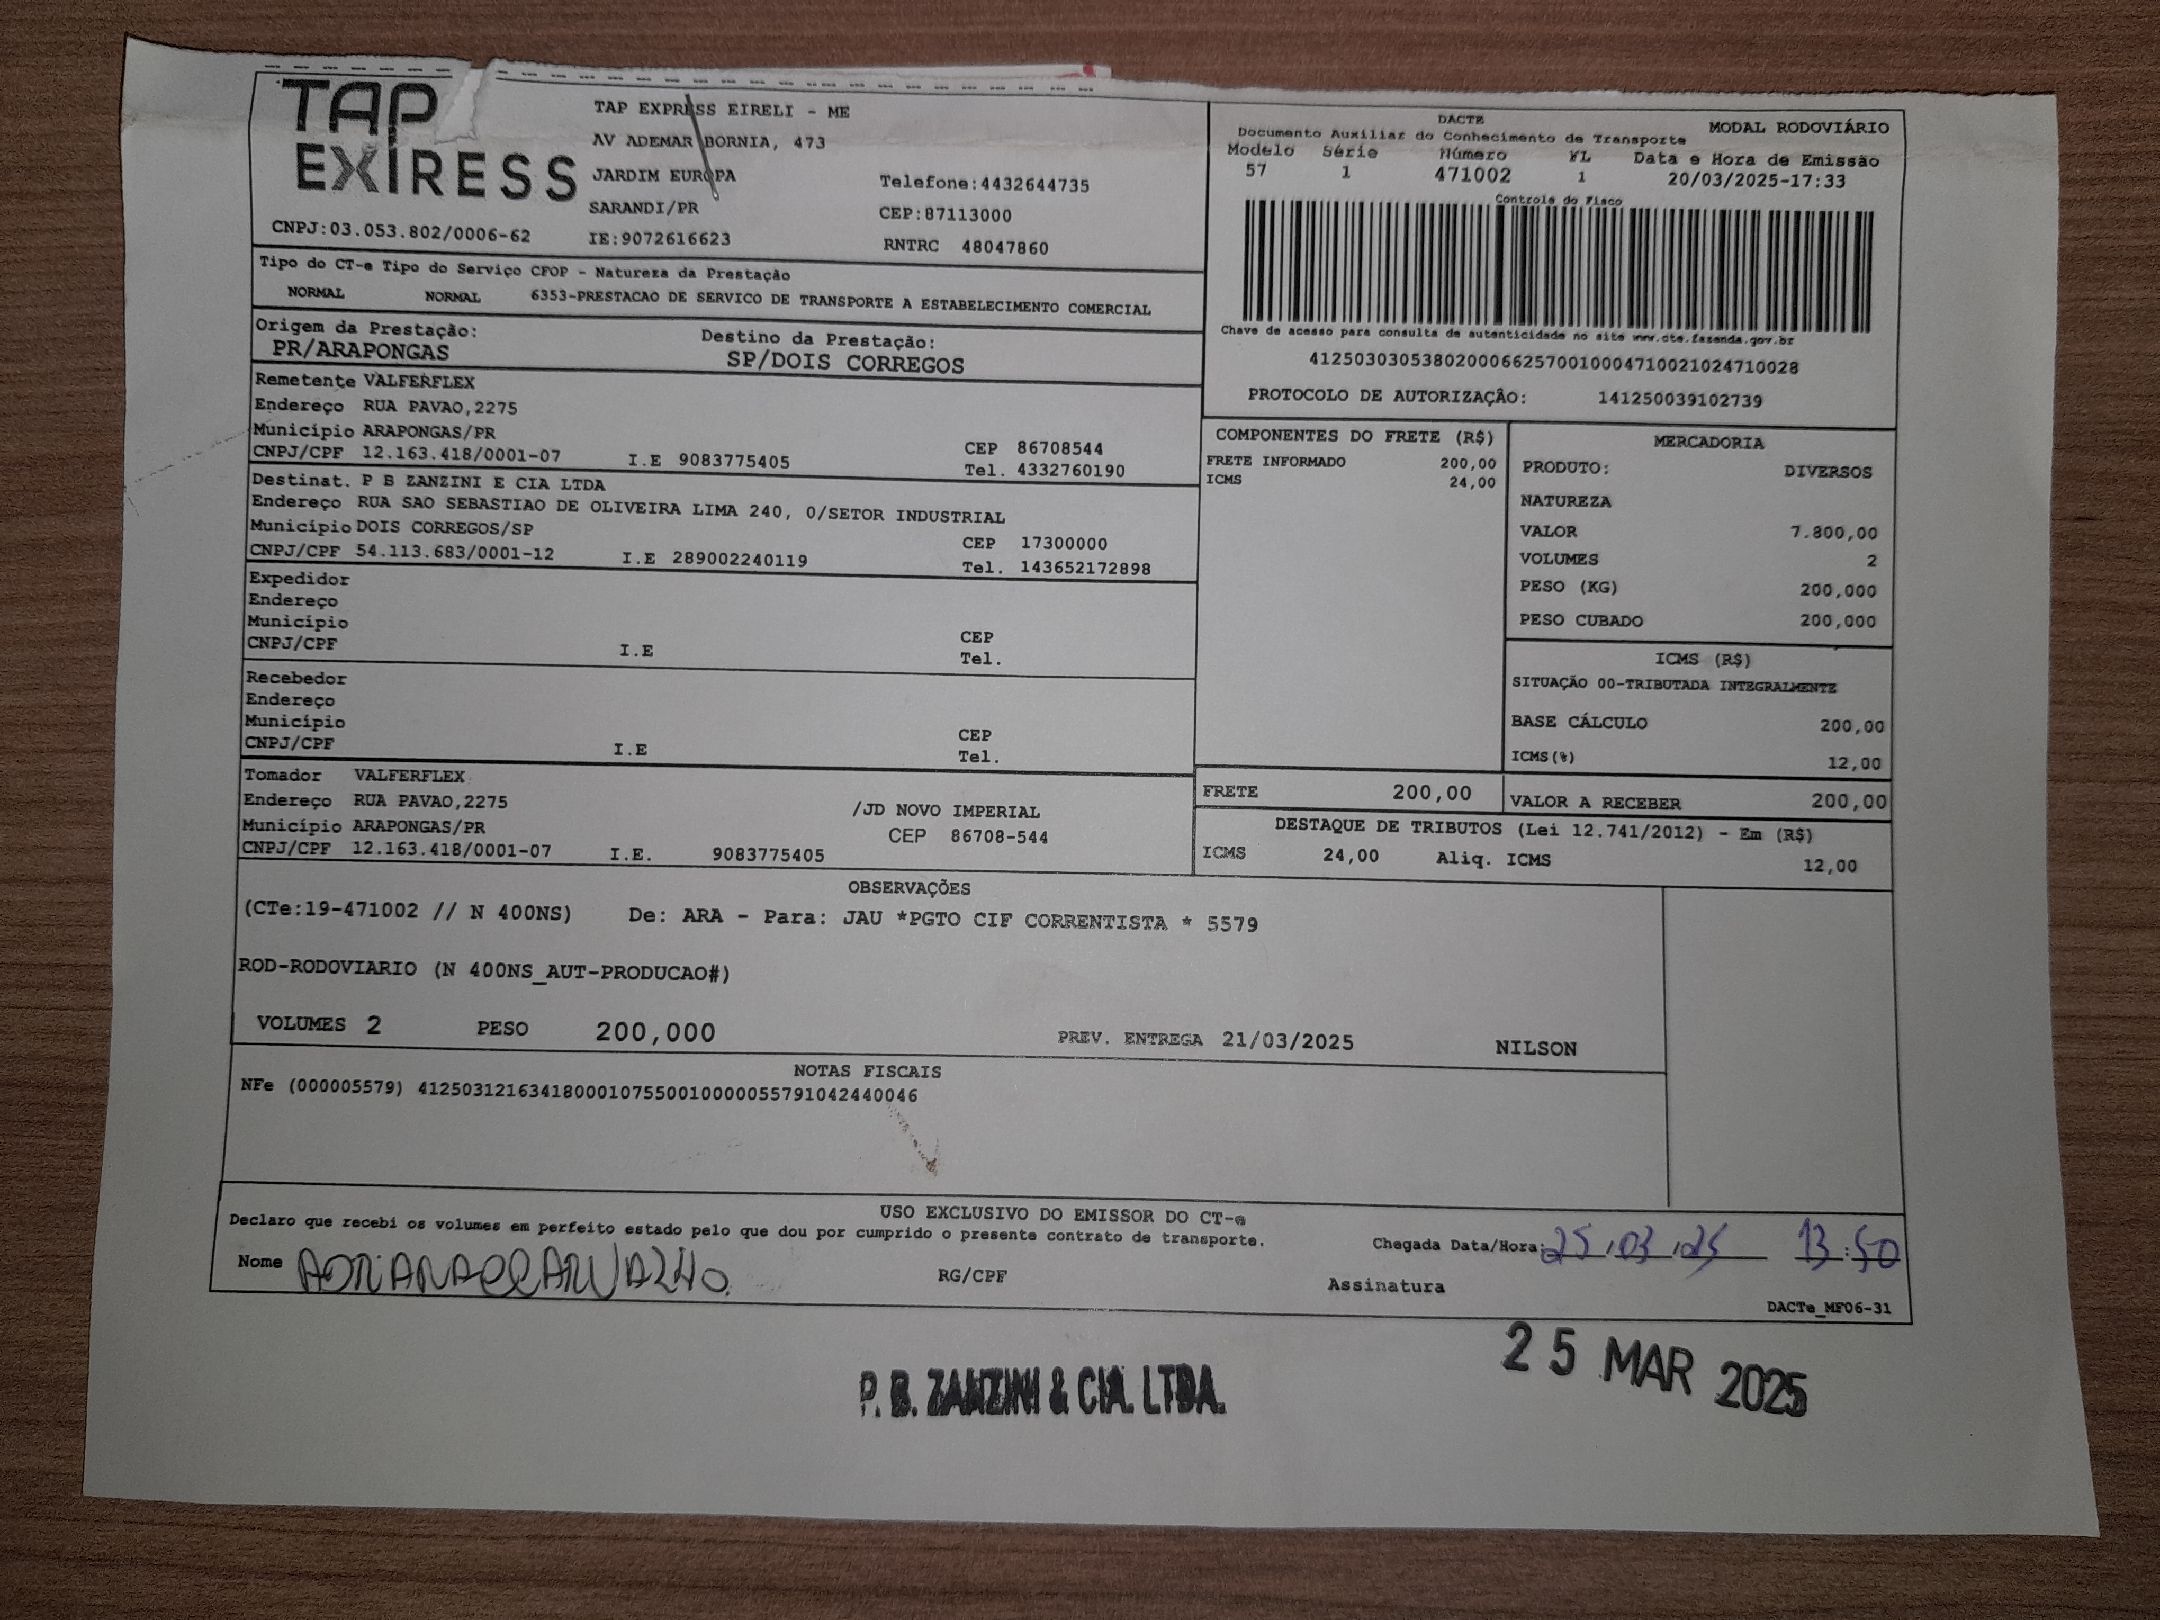 TAP
EXPRESS
TAP EXPRESS EIRELI - ME
AV ADEMAR BORNIA, 473
JARDIM EUROPA
Telefone:4432644735
SARANDI/PR
CEP:87113000
CNPJ:03.053.802/0006-62
IE:9072616623
RNTRC 48047860
DACTE
MODAL RODOVIÁRIO
Documento Auxiliar do Conhecimento de Transporte
Modelo Série Número FL Data e Hora de Emissão
57 1 471002 1 20/03/2025-17:33
Controle do Fisco
Chave de acesso para consulta de autenticidade no site www.cte.fazenda.gov.br
41250303053802000662570010004710021024710028
PROTOCOLO DE AUTORIZAÇÂO: 141250039102739
Tipo do CT-e Tipo do Serviço CFOP - Natureza da Prestação
NORMAL NORMAL 6353-PRESTACAO DE SERVICO DE TRANSPORTE A ESTABELECIMENTO COMERCIAL
Origem da Prestação: Destino da Prestação:
PR/ARAPONGAS SP/DOIS CORREGOS
Remetente VALFERFLEX
Endereço RUA PAVAO,2275
Município ARAPONGAS/PR CEP 86708544
CNPJ/CPF 12.163.418/0001-07 I.E 9083775405 Tel. 4332760190
Destinat. P B ZANZINI E CIA LTDA
Endereço RUA SAO SEBASTIAO DE OLIVEIRA LIMA 240, 0/SETOR INDUSTRIAL
Município DOIS CORREGOS/SP CEP 17300000
CNPJ/CPF 54.113.683/0001-12 I.E 289002240119 Tel. 143652172898
Expedidor
Endereço
Município CEP
CNPJ/CPF I.E Tel.
Recebedor
Endereço
Município CEP
CNPJ/CPF I.E Tel.
Tomador VALFERFLEX
Endereço RUA PAVAO,2275 /JD NOVO IMPERIAL
Município ARAPONGAS/PR CEP 86708-544
CNPJ/CPF 12.163.418/0001-07 I.E. 9083775405
COMPONENTES DO FRETE (R$)
FRETE INFORMADO 200,00
ICMS 24,00
MERCADORIA
PRODUTO: DIVERSOS
NATUREZA
VALOR 7.800,00
VOLUMES 2
PESO (KG) 200,000
PESO CUBADO 200,000
ICMS (R$)
SITUAÇÃO 00-TRIBUTADA INTEGRALMENTE
BASE CÁLCULO 200,00
ICMS(%) 12,00
FRETE 200,00 VALOR A RECEBER 200,00
DESTAQUE DE TRIBUTOS (Lei 12.741/2012) - Em (R$)
ICMS 24,00 Aliq. ICMS 12,00
OBSERVAÇÕES
(CTe:19-471002 // N 400NS) De: ARA - Para: JAU *PGTO CIF CORRENTISTA * 5579
ROD-RODOVIARIO (N 400NS_AUT-PRODUCAO#)
VOLUMES 2 PESO 200,000 PREV. ENTREGA 21/03/2025 NILSON
NOTAS FISCAIS
NFe (000005579) 41250312163418000107550010000055791042440046
USO EXCLUSIVO DO EMISSOR DO CT-e
Declaro que recebi os volumes em perfeito estado pelo que dou por cumprido o presente contrato de transporte.
Chegada Data/Hora: 25.03.25 13:50
Nome RG/CPF Assinatura
DACTe_MF06-31
P. B. ZANZINI & CIA. LTDA.
25 MAR 2025